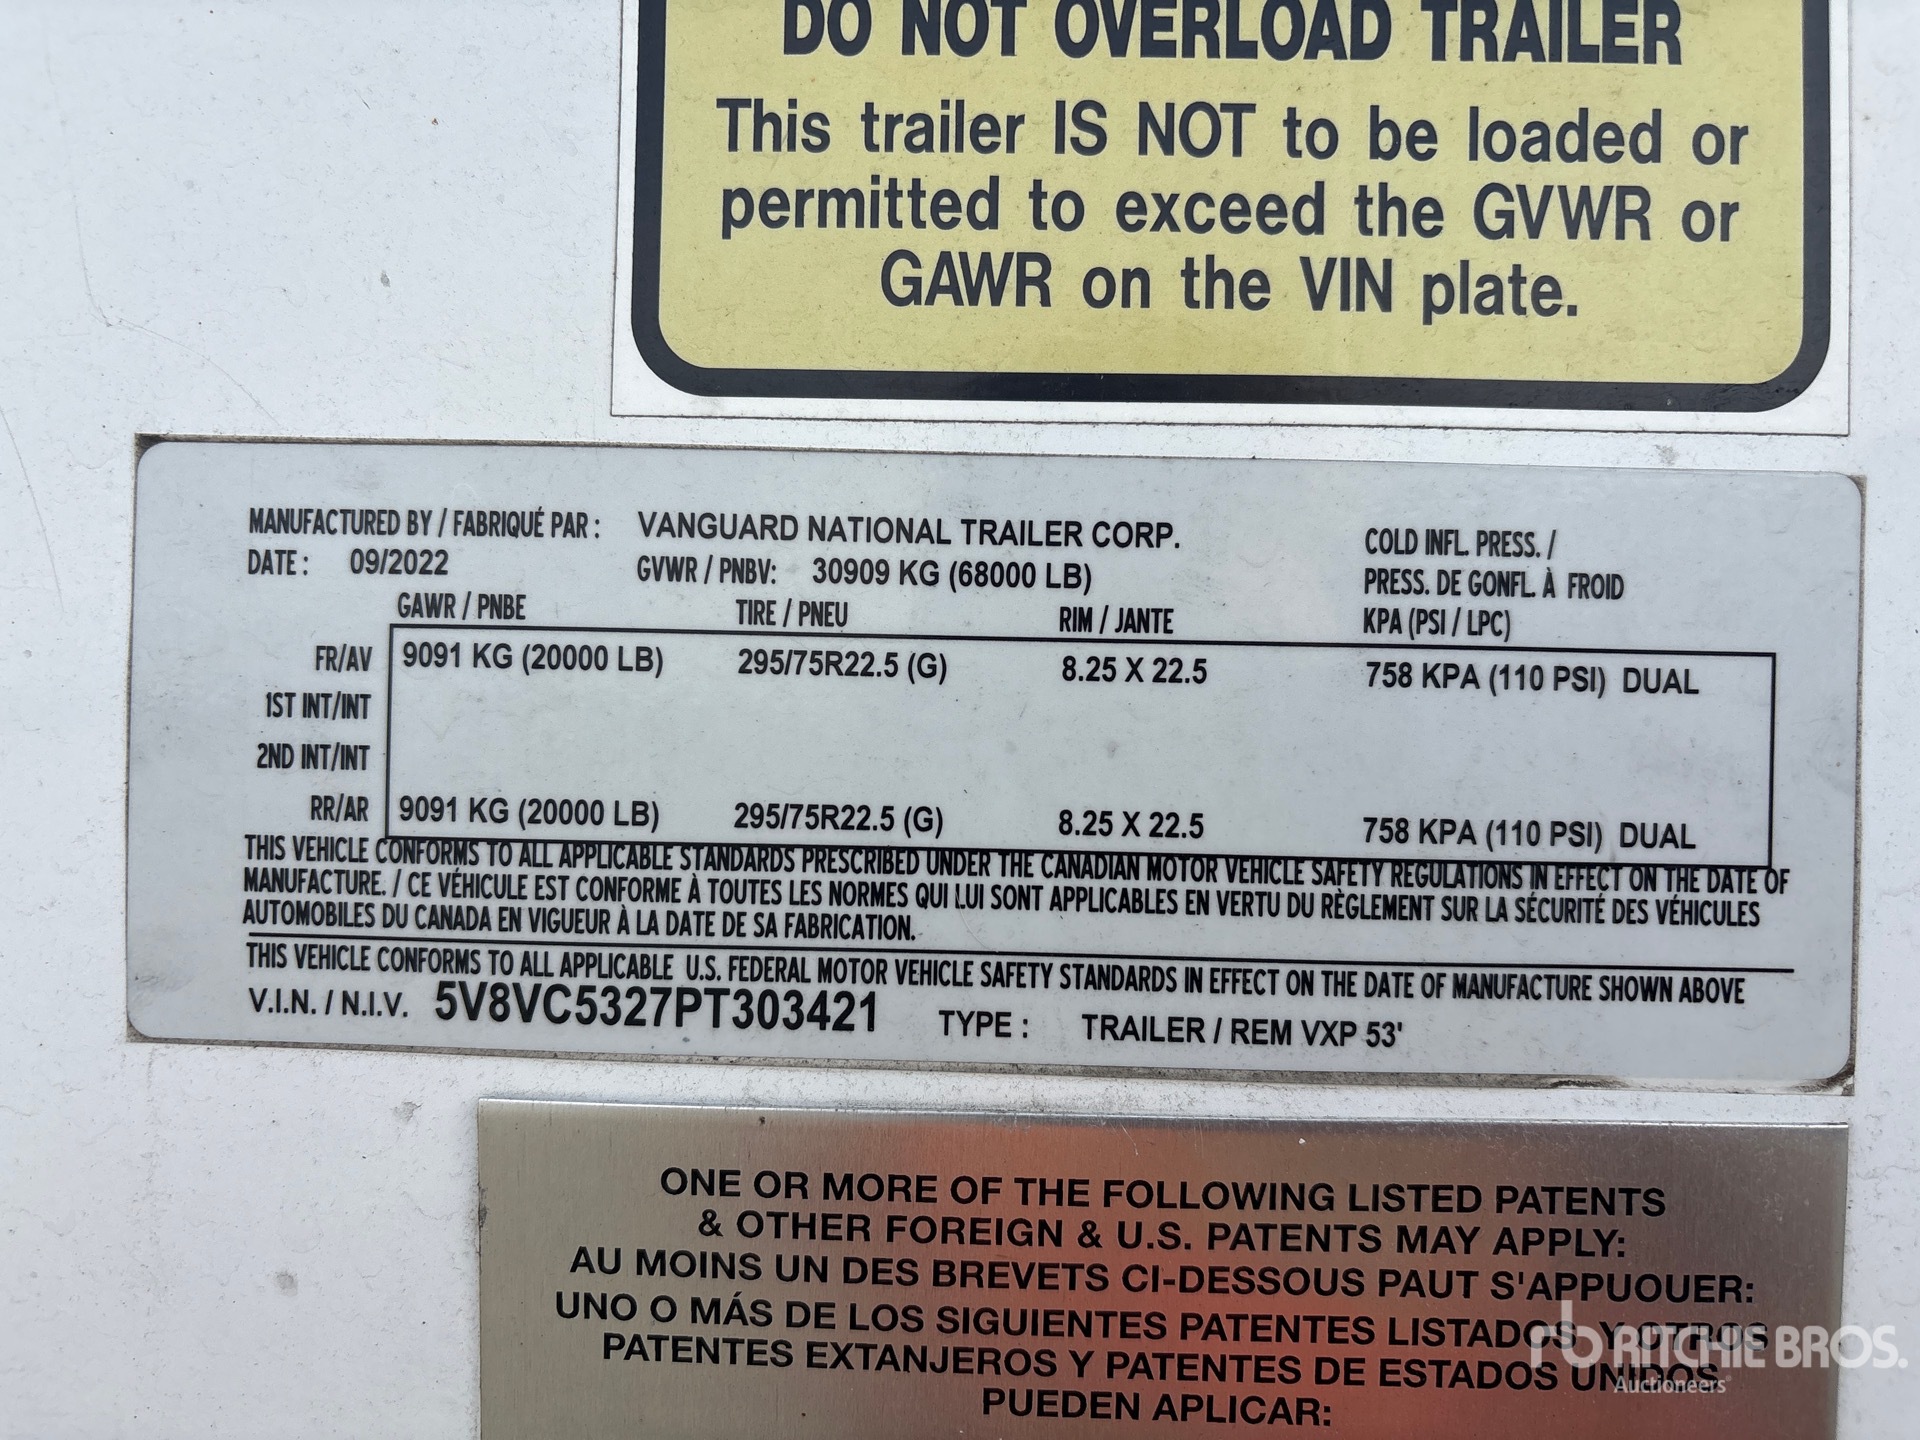 DO NOT OVERLOAD TRAILER
This trailer IS NOT to be loaded or
permitted to exceed the GVWR or
GAWR on the VIN plate.
MANUFACTURED BY / FABRIQUÉ PAR : VANGUARD NATIONAL TRAILER CORP.
DATE : 09/2022 GVWR / PNBV: 30909 KG (68000 LB)
COLD INFL. PRESS. /
PRESS. DE GONFL. À FROID
GAWR / PNBE TIRE / PNEU RIM / JANTE KPA (PSI / LPC)
FR/AV 9091 KG (20000 LB) 295/75R22.5 (G) 8.25 X 22.5 758 KPA (110 PSI) DUAL
1ST INT/INT
2ND INT/INT
RR/AR 9091 KG (20000 LB) 295/75R22.5 (G) 8.25 X 22.5 758 KPA (110 PSI) DUAL
THIS VEHICLE CONFORMS TO ALL APPLICABLE STANDARDS PRESCRIBED UNDER THE CANADIAN MOTOR VEHICLE SAFETY REGULATIONS IN EFFECT ON THE DATE OF
MANUFACTURE. / CE VÉHICULE EST CONFORME À TOUTES LES NORMES QUI LUI SONT APPLICABLES EN VERTU DU RÈGLEMENT SUR LA SÉCURITÉ DES VÉHICULES
AUTOMOBILES DU CANADA EN VIGUEUR À LA DATE DE SA FABRICATION.
THIS VEHICLE CONFORMS TO ALL APPLICABLE U.S. FEDERAL MOTOR VEHICLE SAFETY STANDARDS IN EFFECT ON THE DATE OF MANUFACTURE SHOWN ABOVE
V.I.N. / N.I.V. 5V8VC5327PT303421 TYPE : TRAILER / REM VXP 53'
ONE OR MORE OF THE FOLLOWING LISTED PATENTS
& OTHER FOREIGN & U.S. PATENTS MAY APPLY:
AU MOINS UN DES BREVETS CI-DESSOUS PAUT S'APPUOUER:
UNO O MÁS DE LOS SIGUIENTES PATENTES LISTADOS Y OTROS
PATENTES EXTANJEROS Y PATENTES DE ESTADOS UNIDOS
PUEDEN APLICAR:
rb RITCHIE BROS.
Auctioneers